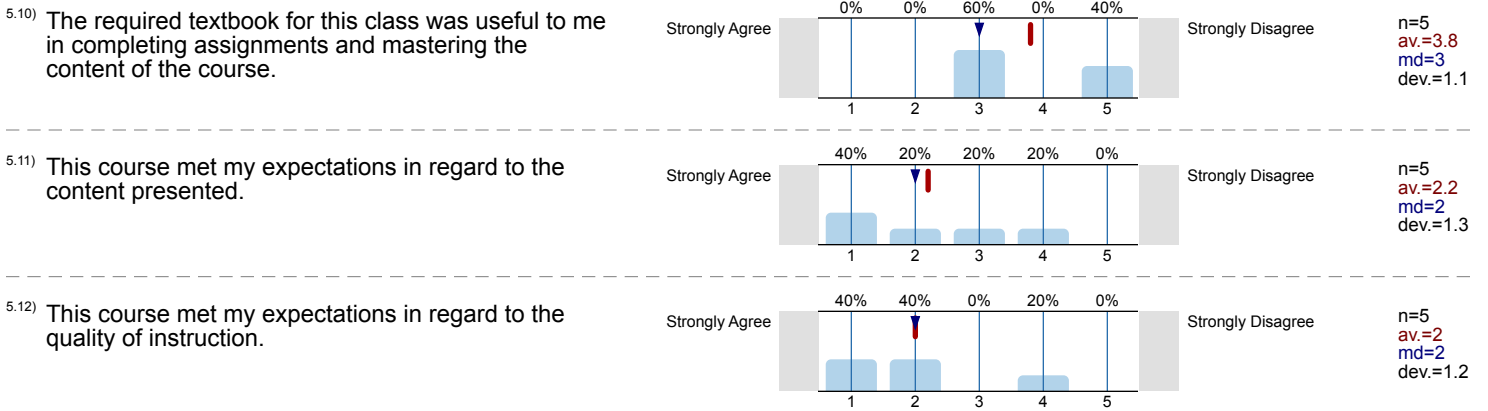 5.10) The required textbook for this class was useful to me
in completing assignments and mastering the
content of the course.
Strongly Agree
0% 0% 60% 0% 40%
1 2 3 4 5
Strongly Disagree
n=5
av.=3.8
md=3
dev.=1.1
5.11) This course met my expectations in regard to the
content presented.
Strongly Agree
40% 20% 20% 20% 0%
1 2 3 4 5
Strongly Disagree
n=5
av.=2.2
md=2
dev.=1.3
5.12) This course met my expectations in regard to the
quality of instruction.
Strongly Agree
40% 40% 0% 20% 0%
1 2 3 4 5
Strongly Disagree
n=5
av.=2
md=2
dev.=1.2